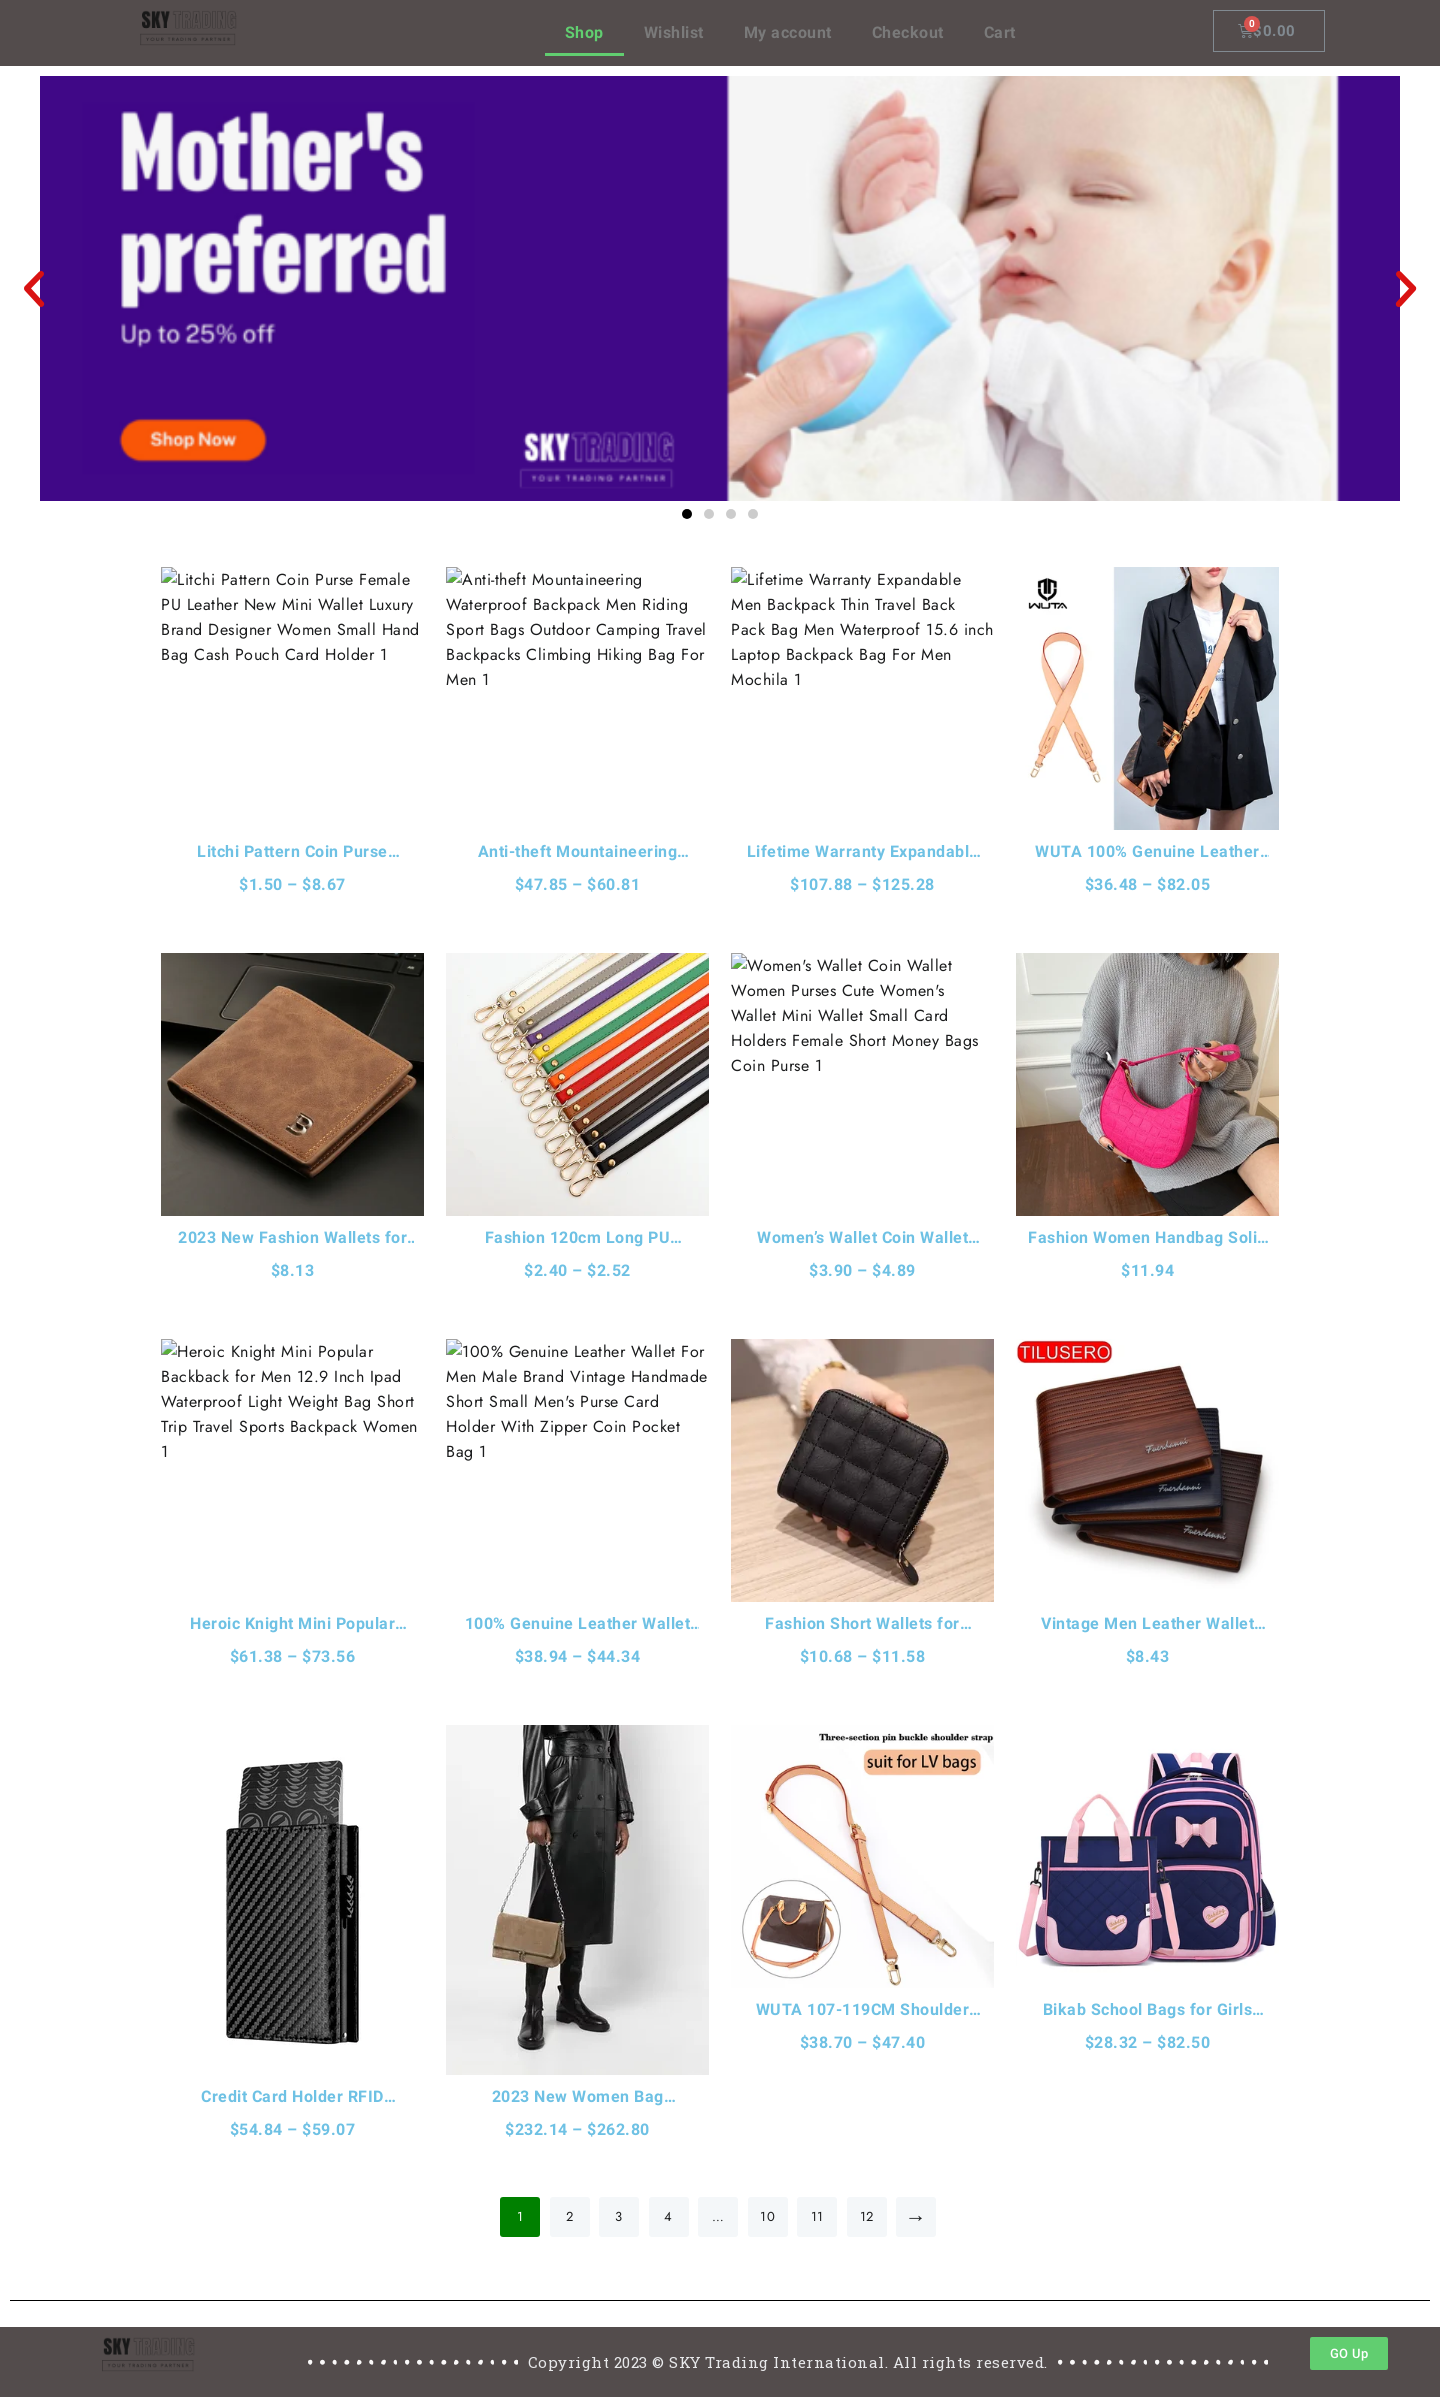 SKY TRADING
YOUR TRADING PARTNER
Shop
Wishlist
My account
Checkout
Cart
$0.00
0
Mother's
preferred
Up to 25% off
Shop Now
SKY TRADING
YOUR TRADING PARTNER
Litchi Pattern Coin Purse Female
PU Leather New Mini Wallet Luxury
Brand Designer Women Small Hand
Bag Cash Pouch Card Holder 1
Anti-theft Mountaineering
Waterproof Backpack Men Riding
Sport Bags Outdoor Camping Travel
Backpacks Climbing Hiking Bag For
Men 1
Lifetime Warranty Expandable
Men Backpack Thin Travel Back
Pack Bag Men Waterproof 15.6 inch
Laptop Backpack Bag For Men
Mochila 1
WUTA
Litchi Pattern Coin Purse...
$1.50 – $8.67
Anti-theft Mountaineering...
$47.85 – $60.81
Lifetime Warranty Expandabl...
$107.88 – $125.28
WUTA 100% Genuine Leather..
$36.48 – $82.05
Women's Wallet Coin Wallet
Women Purses Cute Women's
Wallet Mini Wallet Small Card
Holders Female Short Money Bags
Coin Purse 1
2023 New Fashion Wallets for..
$8.13
Fashion 120cm Long PU...
$2.40 – $2.52
Women’s Wallet Coin Wallet...
$3.90 – $4.89
Fashion Women Handbag Soli...
$11.94
Heroic Knight Mini Popular
Backback for Men 12.9 Inch Ipad
Waterproof Light Weight Bag Short
Trip Travel Sports Backpack Women
1
100% Genuine Leather Wallet For
Men Male Brand Vintage Handmade
Short Small Men's Purse Card
Holder With Zipper Coin Pocket
Bag 1
TILUSERO
Fuerdanni
Fuerdanni
Fuerdanni
Heroic Knight Mini Popular...
$61.38 – $73.56
100% Genuine Leather Wallet..
$38.94 – $44.34
Fashion Short Wallets for...
$10.68 – $11.58
Vintage Men Leather Wallet...
$8.43
Three-section pin buckle shoulder strap
suit for LV bags
WUTA 107-119CM Shoulder...
$38.70 – $47.40
Bikab School Bags for Girls...
$28.32 – $82.50
Credit Card Holder RFID...
$54.84 – $59.07
2023 New Women Bag...
$232.14 – $262.80
1
2
3
4
...
10
11
12
→
SKY TRADING
YOUR TRADING PARTNER
Copyright 2023 © SKY Trading International. All rights reserved.
GO Up